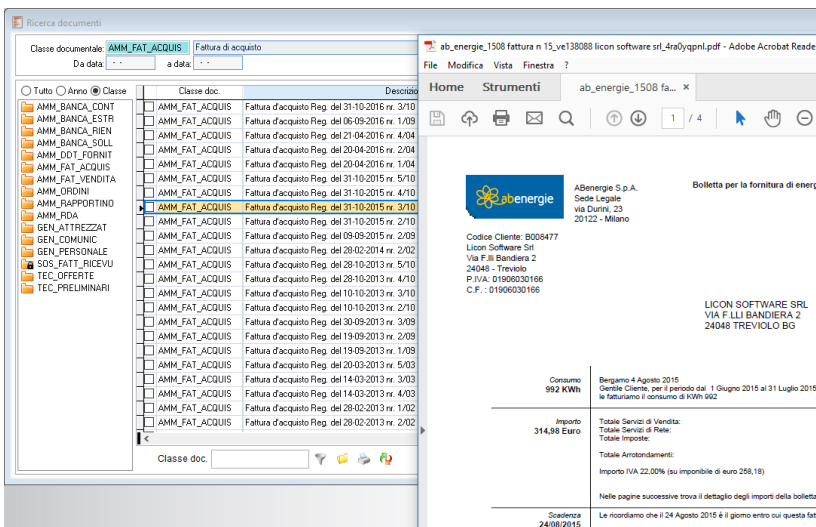 Ricerca documenti
Classe documentale: AMM_FAT_ACQUIS Fattura di acquisto
Da data: - - a data: - -
Tutto Anno Classe
AMM_BANCA_CONT
AMM_BANCA_ESTR
AMM_BANCA_RIEN
AMM_BANCA_SOLL
AMM_DDT_FORNIT
AMM_FAT_ACQUIS
AMM_FAT_VENDITA
AMM_ORDINI
AMM_RAPPORTINO
AMM_RDA
GEN_ATTREZZAT
GEN_COMUNIC
GEN_PERSONALE
SOS_FATT_RICEVU
TEC_OFFERTE
TEC_PRELIMINARI
Classe doc. Descrizio
AMM_FAT_ACQUIS Fattura d'acquisto Reg. del 31-10-2016 nr. 3/10
AMM_FAT_ACQUIS Fattura d'acquisto Reg. del 06-09-2016 nr. 1/09
AMM_FAT_ACQUIS Fattura d'acquisto Reg. del 21-04-2016 nr. 4/04
AMM_FAT_ACQUIS Fattura d'acquisto Reg. del 20-04-2016 nr. 2/04
AMM_FAT_ACQUIS Fattura d'acquisto Reg. del 20-04-2016 nr. 1/04
AMM_FAT_ACQUIS Fattura d'acquisto Reg. del 31-10-2015 nr. 5/10
AMM_FAT_ACQUIS Fattura d'acquisto Reg. del 31-10-2015 nr. 4/10
AMM_FAT_ACQUIS Fattura d'acquisto Reg. del 31-10-2015 nr. 3/10
AMM_FAT_ACQUIS Fattura d'acquisto Reg. del 31-10-2015 nr. 2/10
AMM_FAT_ACQUIS Fattura d'acquisto Reg. del 09-09-2015 nr. 2/09
AMM_FAT_ACQUIS Fattura d'acquisto Reg. del 28-02-2014 nr. 2/02
AMM_FAT_ACQUIS Fattura d'acquisto Reg. del 28-10-2013 nr. 5/10
AMM_FAT_ACQUIS Fattura d'acquisto Reg. del 28-10-2013 nr. 4/10
AMM_FAT_ACQUIS Fattura d'acquisto Reg. del 10-10-2013 nr. 3/10
AMM_FAT_ACQUIS Fattura d'acquisto Reg. del 10-10-2013 nr. 2/10
AMM_FAT_ACQUIS Fattura d'acquisto Reg. del 30-09-2013 nr. 3/09
AMM_FAT_ACQUIS Fattura d'acquisto Reg. del 19-09-2013 nr. 2/09
AMM_FAT_ACQUIS Fattura d'acquisto Reg. del 19-09-2013 nr. 1/09
AMM_FAT_ACQUIS Fattura d'acquisto Reg. del 20-03-2013 nr. 5/03
AMM_FAT_ACQUIS Fattura d'acquisto Reg. del 14-03-2013 nr. 3/03
AMM_FAT_ACQUIS Fattura d'acquisto Reg. del 14-03-2013 nr. 4/03
AMM_FAT_ACQUIS Fattura d'acquisto Reg. del 28-02-2013 nr. 1/02
AMM_FAT_ACQUIS Fattura d'acquisto Reg. del 28-02-2013 nr. 2/02
Classe doc.
ab_energie_1508 fattura n 15_ve138088 licon software srl_4ra0yqpnl.pdf - Adobe Acrobat Reade
File Modifica Vista Finestra ?
Home Strumenti ab_energie_1508 fa... ×
1 / 4
abenergie
ABenergie S.p.A.
Sede Legale
via Durini, 23
20122 - Milano
Bolletta per la fornitura di energ
Codice Cliente: B008477
Licon Software Srl
Via F.lli Bandiera 2
24048 - Treviolo
P.IVA: 01906030166
C.F. : 01906030166
LICON SOFTWARE SRL
VIA F.LLI BANDIERA 2
24048 TREVIOLO BG
Consumo
992 KWh
Bergamo 4 Agosto 2015
Gentile Cliente, per il periodo dal 1 Giugno 2015 al 31 Luglio 2015
le fatturiamo il consumo di KWh 992
Importo
314,98 Euro
Totale Servizi di Vendita:
Totale Servizi di Rete:
Totale Imposte:
Totale Arrotondamenti:
Importo IVA 22,00% (su imponibile di euro 258,18)
Nelle pagine successive trova il dettaglio degli importi della bolletta
Scadenza
24/08/2015
Le ricordiamo che il 24 Agosto 2015 è il giorno entro cui questa fat